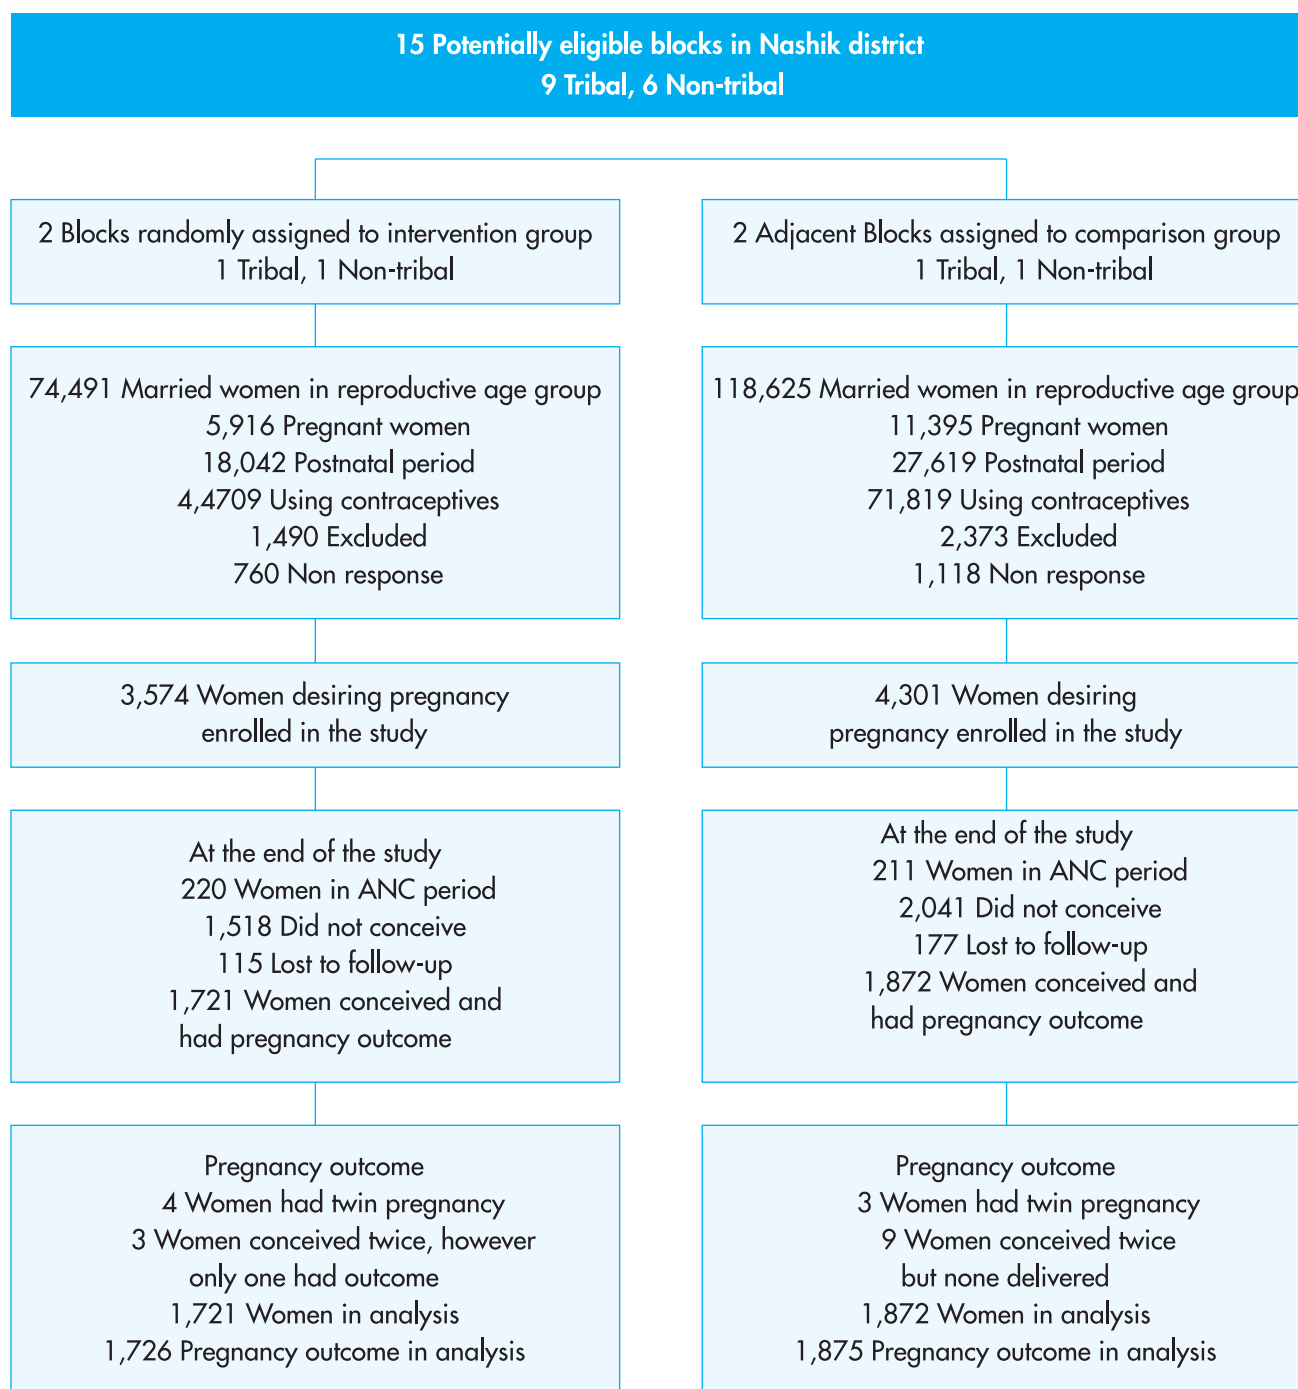 15 Potentially eligible blocks in Nashik district
9 Tribal, 6 Non-tribal
2 Blocks randomly assigned to intervention group
1 Tribal, 1 Non-tribal
2 Adjacent Blocks assigned to comparison group
1 Tribal, 1 Non-tribal
74,491 Married women in reproductive age group
5,916 Pregnant women
18,042 Postnatal period
4,4709 Using contraceptives
1,490 Excluded
760 Non response
118,625 Married women in reproductive age group
11,395 Pregnant women
27,619 Postnatal period
71,819 Using contraceptives
2,373 Excluded
1,118 Non response
3,574 Women desiring pregnancy
enrolled in the study
4,301 Women desiring
pregnancy enrolled in the study
At the end of the study
220 Women in ANC period
1,518 Did not conceive
115 Lost to follow-up
1,721 Women conceived and
had pregnancy outcome
At the end of the study
211 Women in ANC period
2,041 Did not conceive
177 Lost to follow-up
1,872 Women conceived and
had pregnancy outcome
Pregnancy outcome
4 Women had twin pregnancy
3 Women conceived twice, however
only one had outcome
1,721 Women in analysis
1,726 Pregnancy outcome in analysis
Pregnancy outcome
3 Women had twin pregnancy
9 Women conceived twice
but none delivered
1,872 Women in analysis
1,875 Pregnancy outcome in analysis